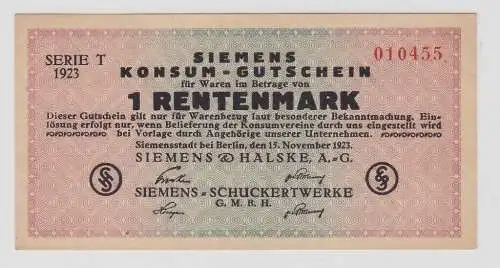 SERIE T
1923
SIEMENS
KONSUM-GUTSCHEIN
010455
für Waren im Betrage von
1 RENTENMARK
Dieser Gutschein gilt nur für Warenbezug laut besonderer Bekanntmachung. Ein-
lösung erfolgt nur, wenn Belieferung der Konsumvereine durch uns eingestellt wird
bei Vorlage durch Angehörige unserer Unternehmen.
Siemensstadt bei Berlin, den 15. November 1923.
SIEMENS & HALSKE, A.-G.
SIEMENS-SCHUCKERTWERKE
G. M. B. H.